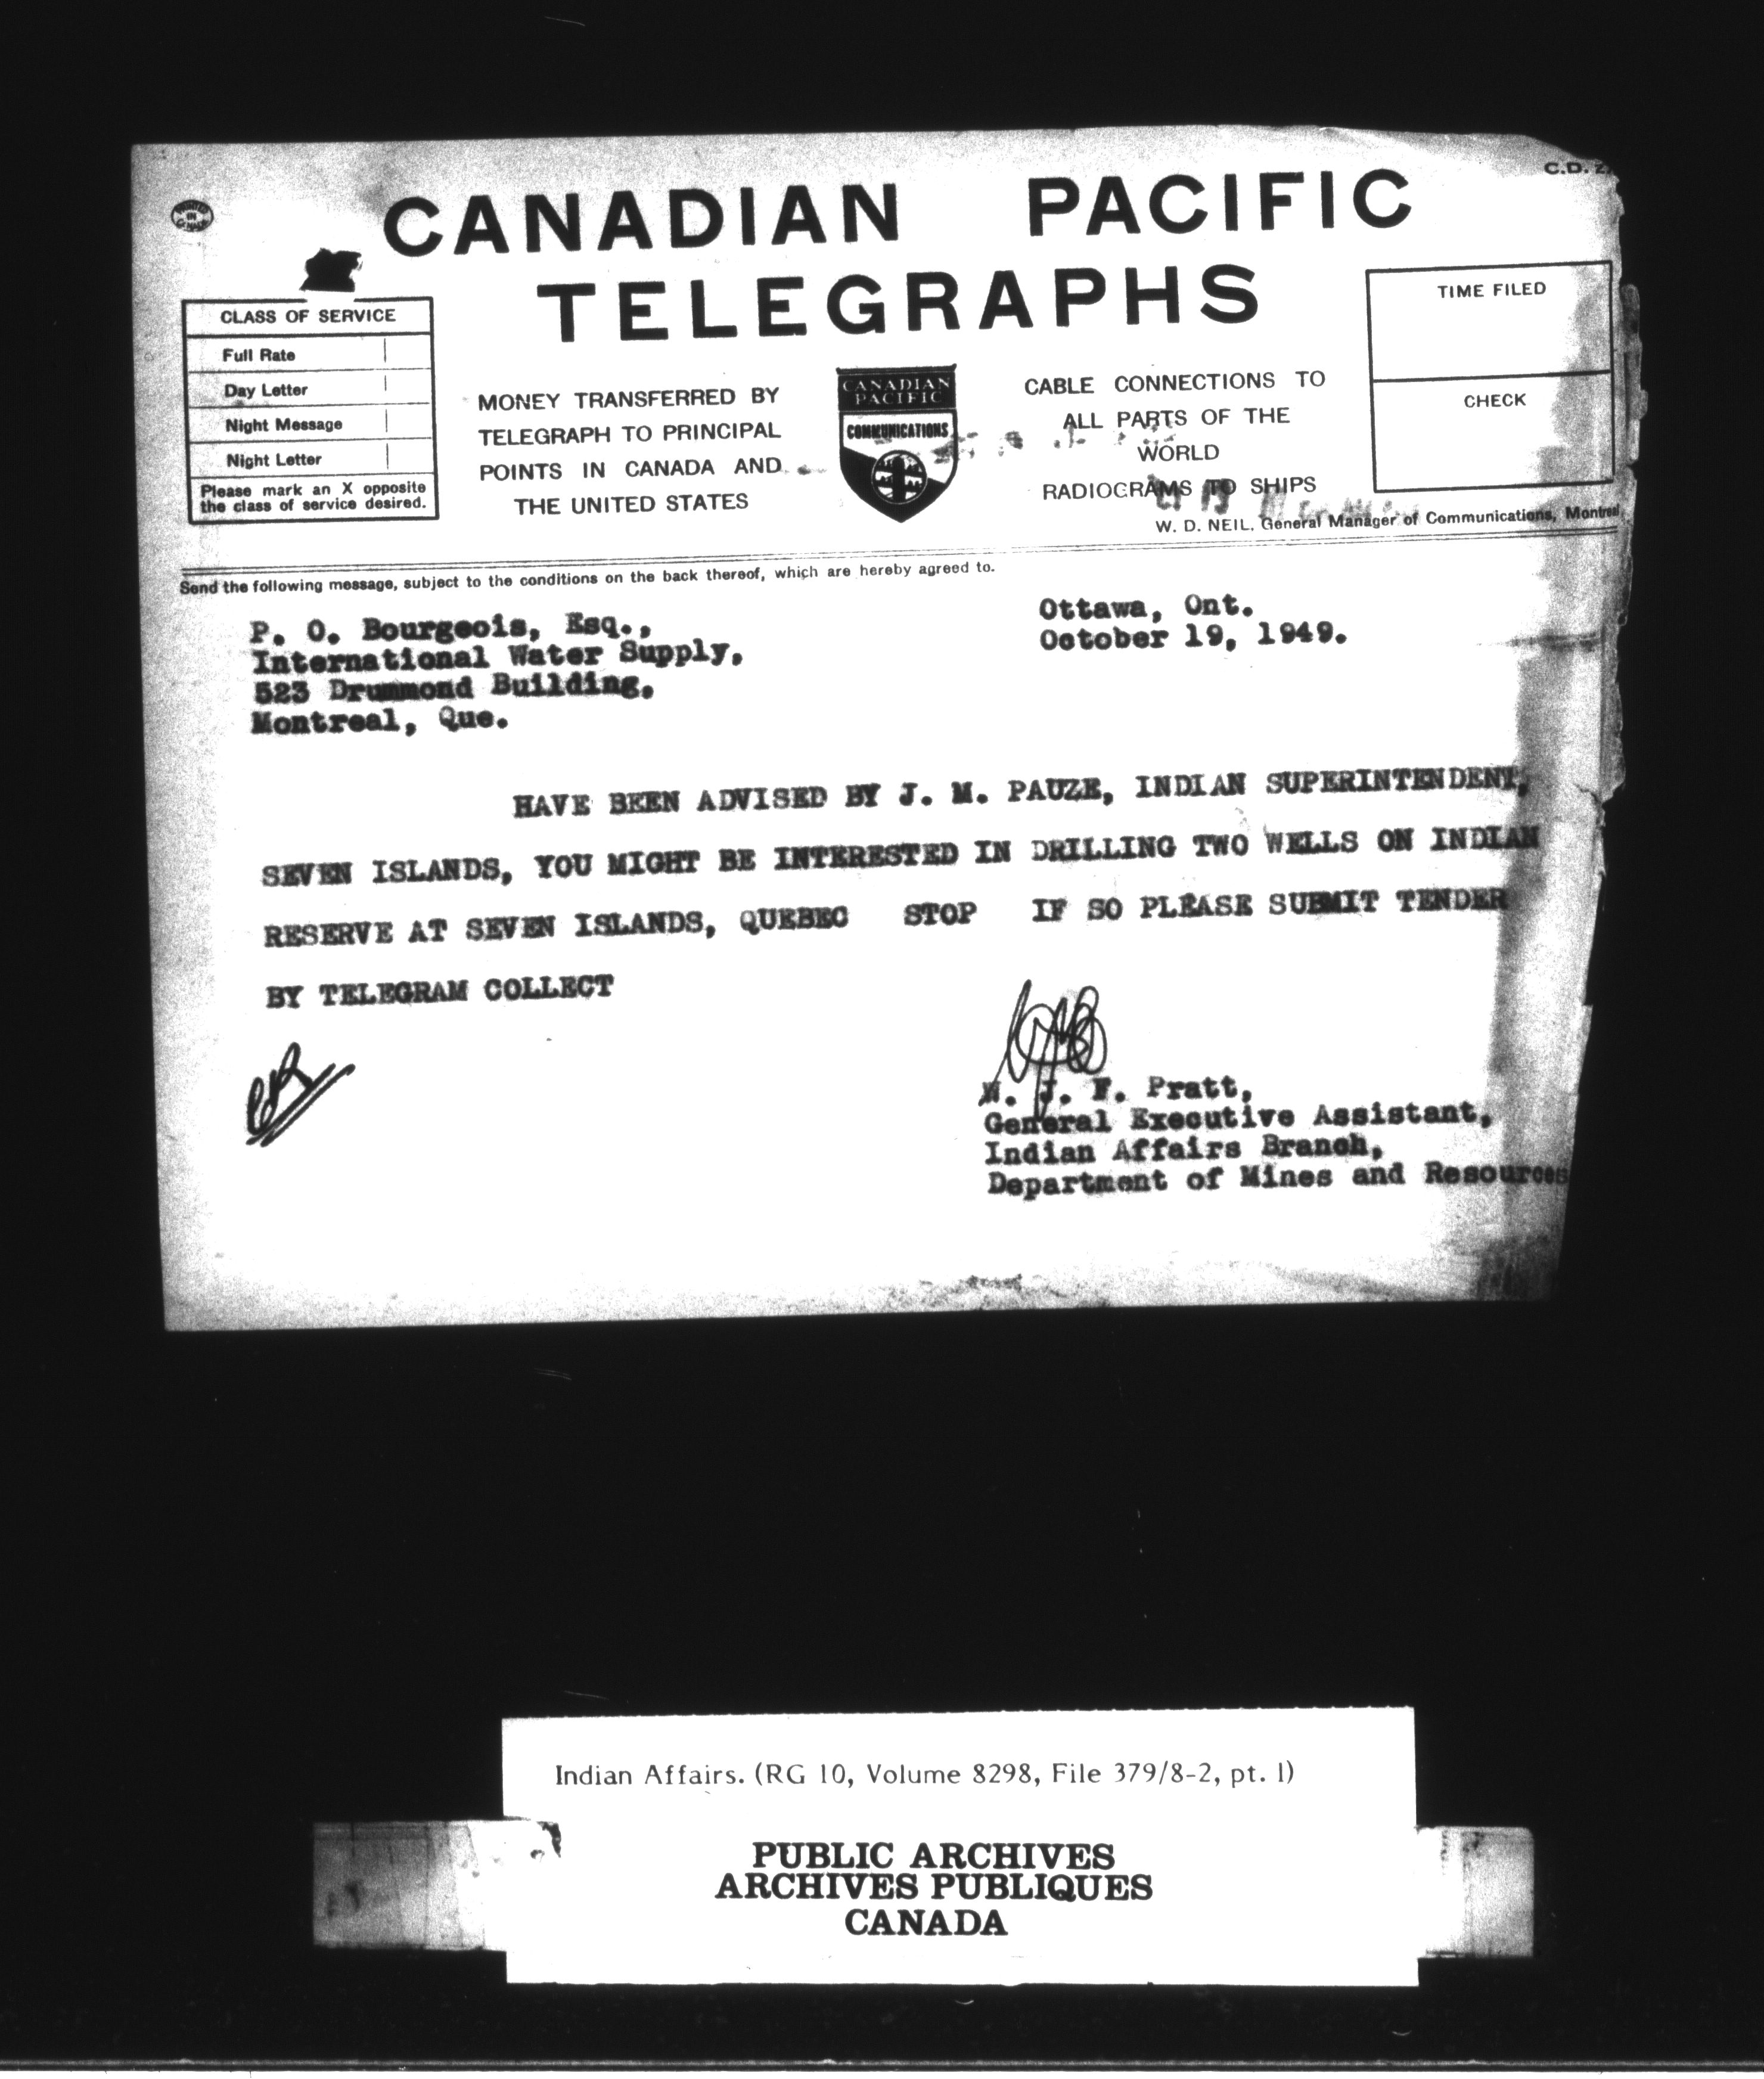 C.D.
CANADIAN PACIFIC
TELEGRAPHS
CLASS OF SERVICE
Full Rate
Day Letter
Night Message
Night Letter
Please mark an X opposite
the class of service desired.
MONEY TRANSFERRED BY
TELEGRAPH TO PRINCIPAL
POINTS IN CANADA AND
THE UNITED STATES
CANADIAN
PACIFIC
COMMUNICATIONS
CABLE CONNECTIONS TO
ALL PARTS OF THE
WORLD
RADIOGRAMS TO SHIPS
TIME FILED
CHECK
W. D. NEIL, General Manager of Communications, Montreal
Send the following message, subject to the conditions on the back thereof, which are hereby agreed to.
Ottawa, Ont.
October 19, 1949.
P. O. Bourgeois, Esq.,
International Water Supply,
523 Drummond Building,
Montreal, Que.
HAVE BEEN ADVISED BY J. M. PAUZE, INDIAN SUPERINTENDENT,
SEVEN ISLANDS, YOU MIGHT BE INTERESTED IN DRILLING TWO WELLS ON INDIAN
RESERVE AT SEVEN ISLANDS, QUEBEC STOP IF SO PLEASE SUBMIT TENDER
BY TELEGRAM COLLECT
J. F. Pratt,
General Executive Assistant,
Indian Affairs Branch,
Department of Mines and Resources
Indian Affairs. (RG 10, Volume 8298, File 379/8-2, pt. 1)
PUBLIC ARCHIVES
ARCHIVES PUBLIQUES
CANADA